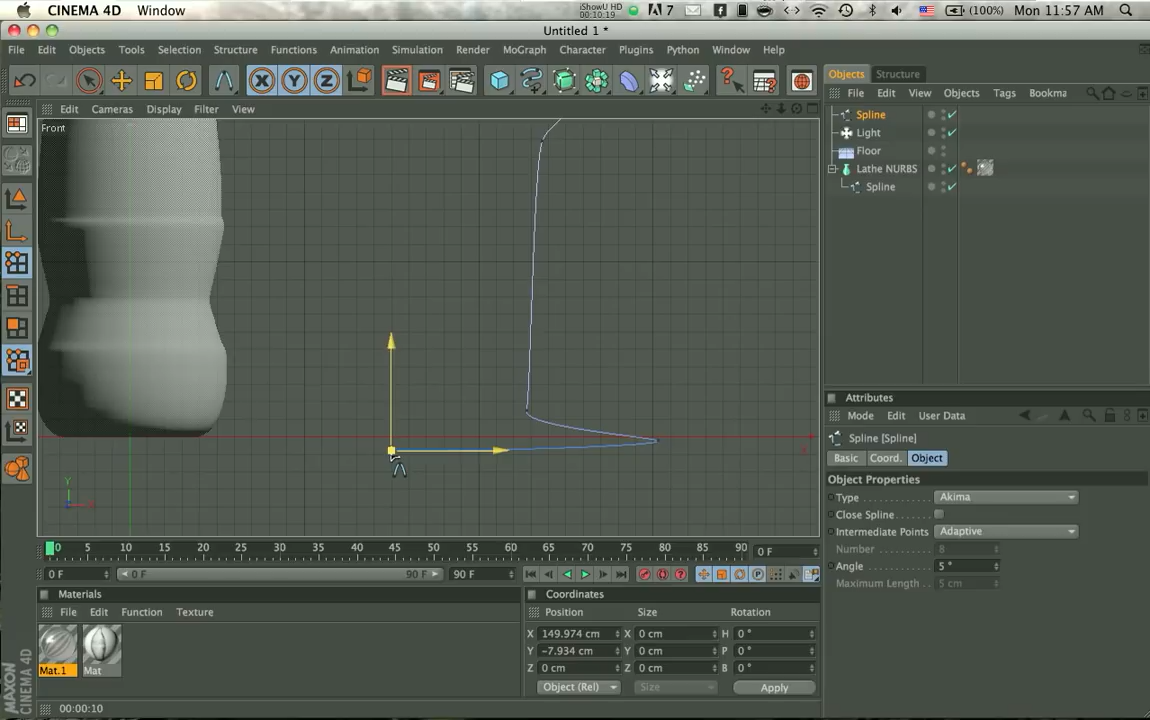 CINEMA 4D Window iShowU HD 00:10:19 7 (100%) Mon 11:57 AM
Untitled 1 *
File Edit Objects Tools Selection Structure Functions Animation Simulation Render MoGraph Character Plugins Python Window Help
Objects Structure
Edit Cameras Display Filter View
File Edit View Objects Tags Bookma
Front
Spline
Light
Floor
Lathe NURBS
Spline
Attributes
Mode Edit User Data
Spline [Spline]
Basic Coord. Object
Object Properties
Type Akima
Close Spline
Intermediate Points Adaptive
Number 8
Angle 5 °
Maximum Length 5 cm
Y
0 5 10 15 20 25 30 35 40 45 50 55 60 65 70 75 80 85 90 0 F
0 F 0 F 90 F 90 F
Materials
File Edit Function Texture
Mat.1 Mat
Coordinates
Position Size Rotation
X 149.974 cm X 0 cm H 0 °
Y -7.934 cm Y 0 cm P 0 °
Z 0 cm Z 0 cm B 0 °
Object (Rel) Size Apply
MAXON CINEMA 4D
00:00:10